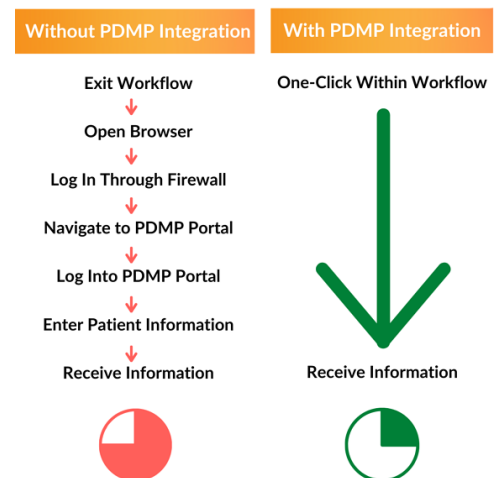 Without PDMP Integration
Exit Workflow
Open Browser
Log In Through Firewall
Navigate to PDMP Portal
Log Into PDMP Portal
Enter Patient Information
Receive Information
With PDMP Integration
One-Click Within Workflow
Receive Information